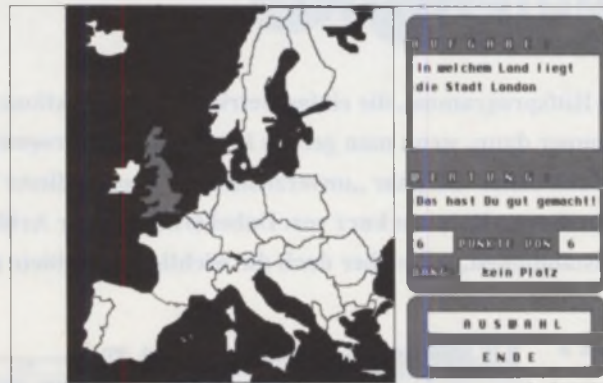 AUFGABE:
In welchem Land liegt
die Stadt London
WERTUNG:
Das hast Du gut gemacht!
6 PUNKTE VON 6
RANG: kein Platz
AUSWAHL
ENDE